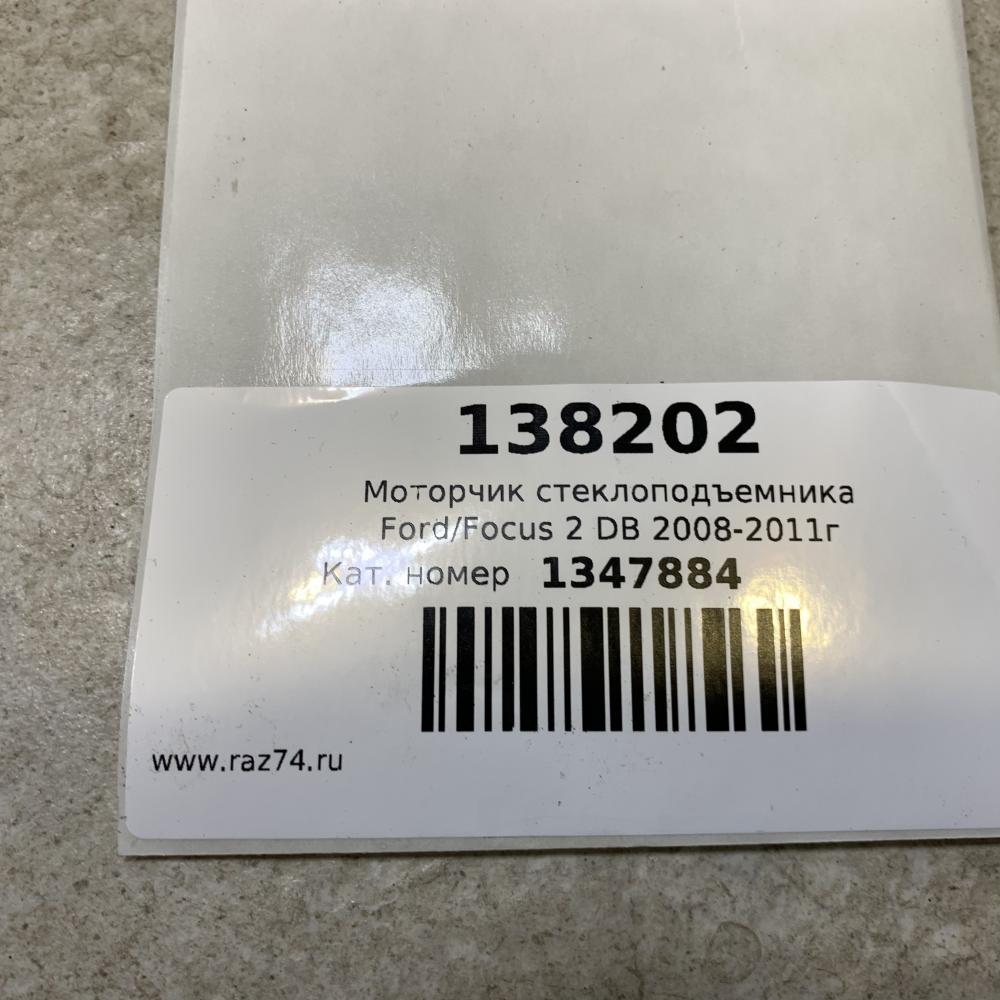 138202
Моторчик стеклоподъемника
Ford/Focus 2 DB 2008-2011г
Кат. номер 1347884
www.raz74.ru